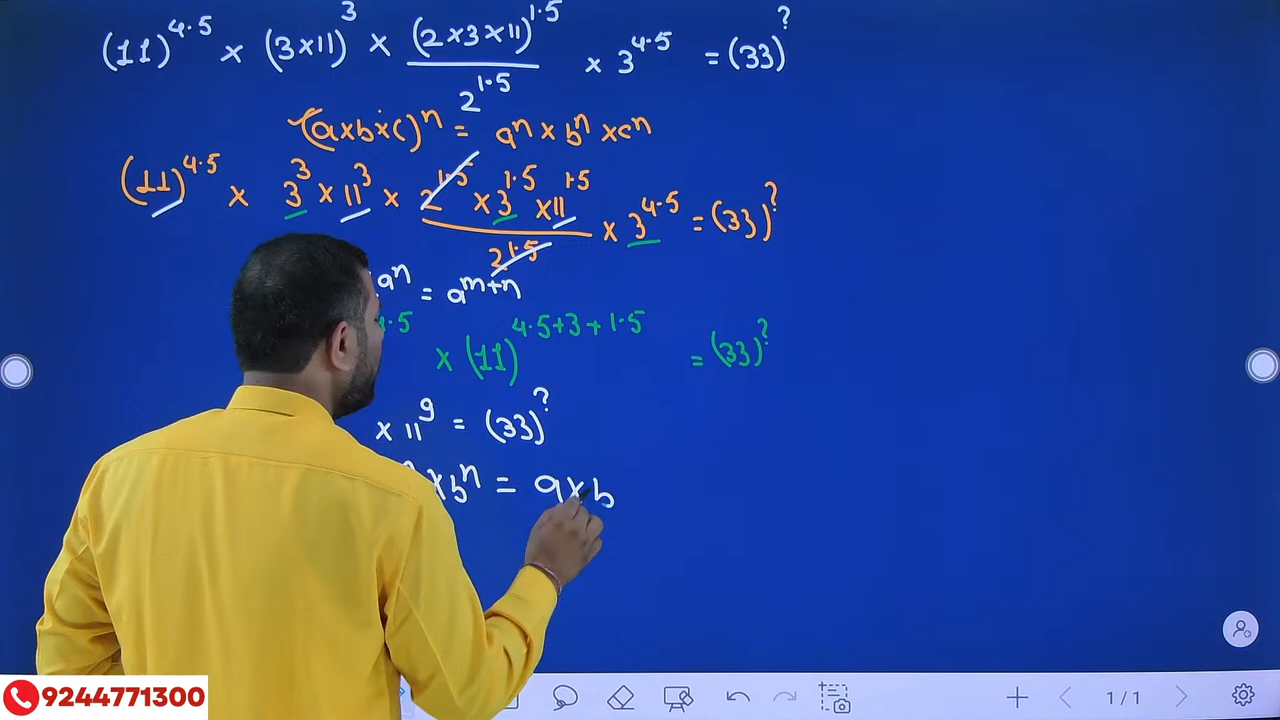 (11)^4.5 × (3×11)^3 × (2×3×11)^1.5 / 2^1.5 × 3^4.5 = (33)^?
(a×b×c)^n = a^n × b^n × c^n
(11)^4.5 × 3^3 × 11^3 × 2^1.5 × 3^1.5 × 11^1.5 / 2^1.5 × 3^4.5 = (33)^?
a^n = a^m+n
1.5 × (11)^4.5+3+1.5 = (33)^?
× 11^9 = (33)^?
× b^n = a×b
1/1
9244771300